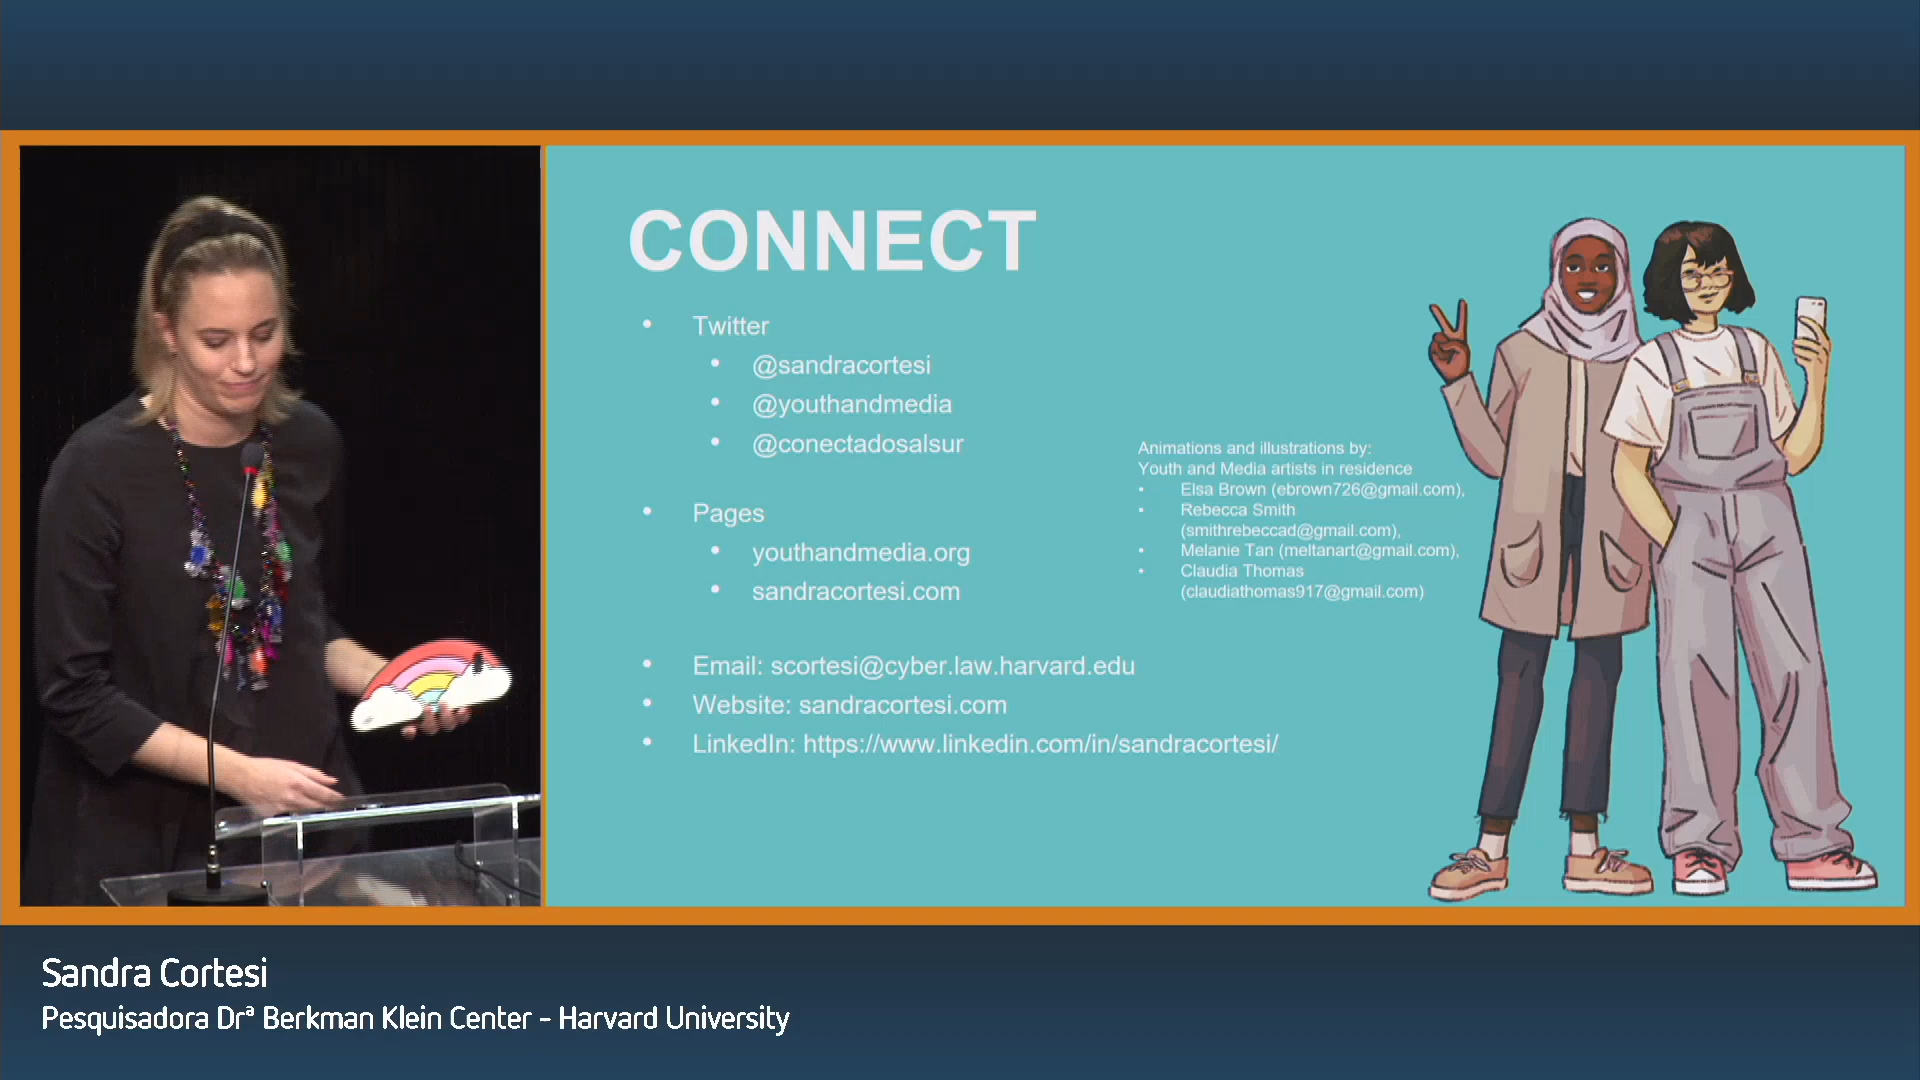 CONNECT
• Twitter
• @sandracortesi
• @youthandmedia
• @conectadosalsur
• Pages
• youthandmedia.org
• sandracortesi.com
• Email: scortesi@cyber.law.harvard.edu
• Website: sandracortesi.com
• LinkedIn: https://www.linkedin.com/in/sandracortesi/
Animations and illustrations by:
Youth and Media artists in residence
• Elsa Brown (ebrown726@gmail.com),
• Rebecca Smith
(smithrebeccad@gmail.com),
• Melanie Tan (meltanart@gmail.com),
• Claudia Thomas
(claudiathomas917@gmail.com)
Sandra Cortesi
Pesquisadora Drª Berkman Klein Center - Harvard University